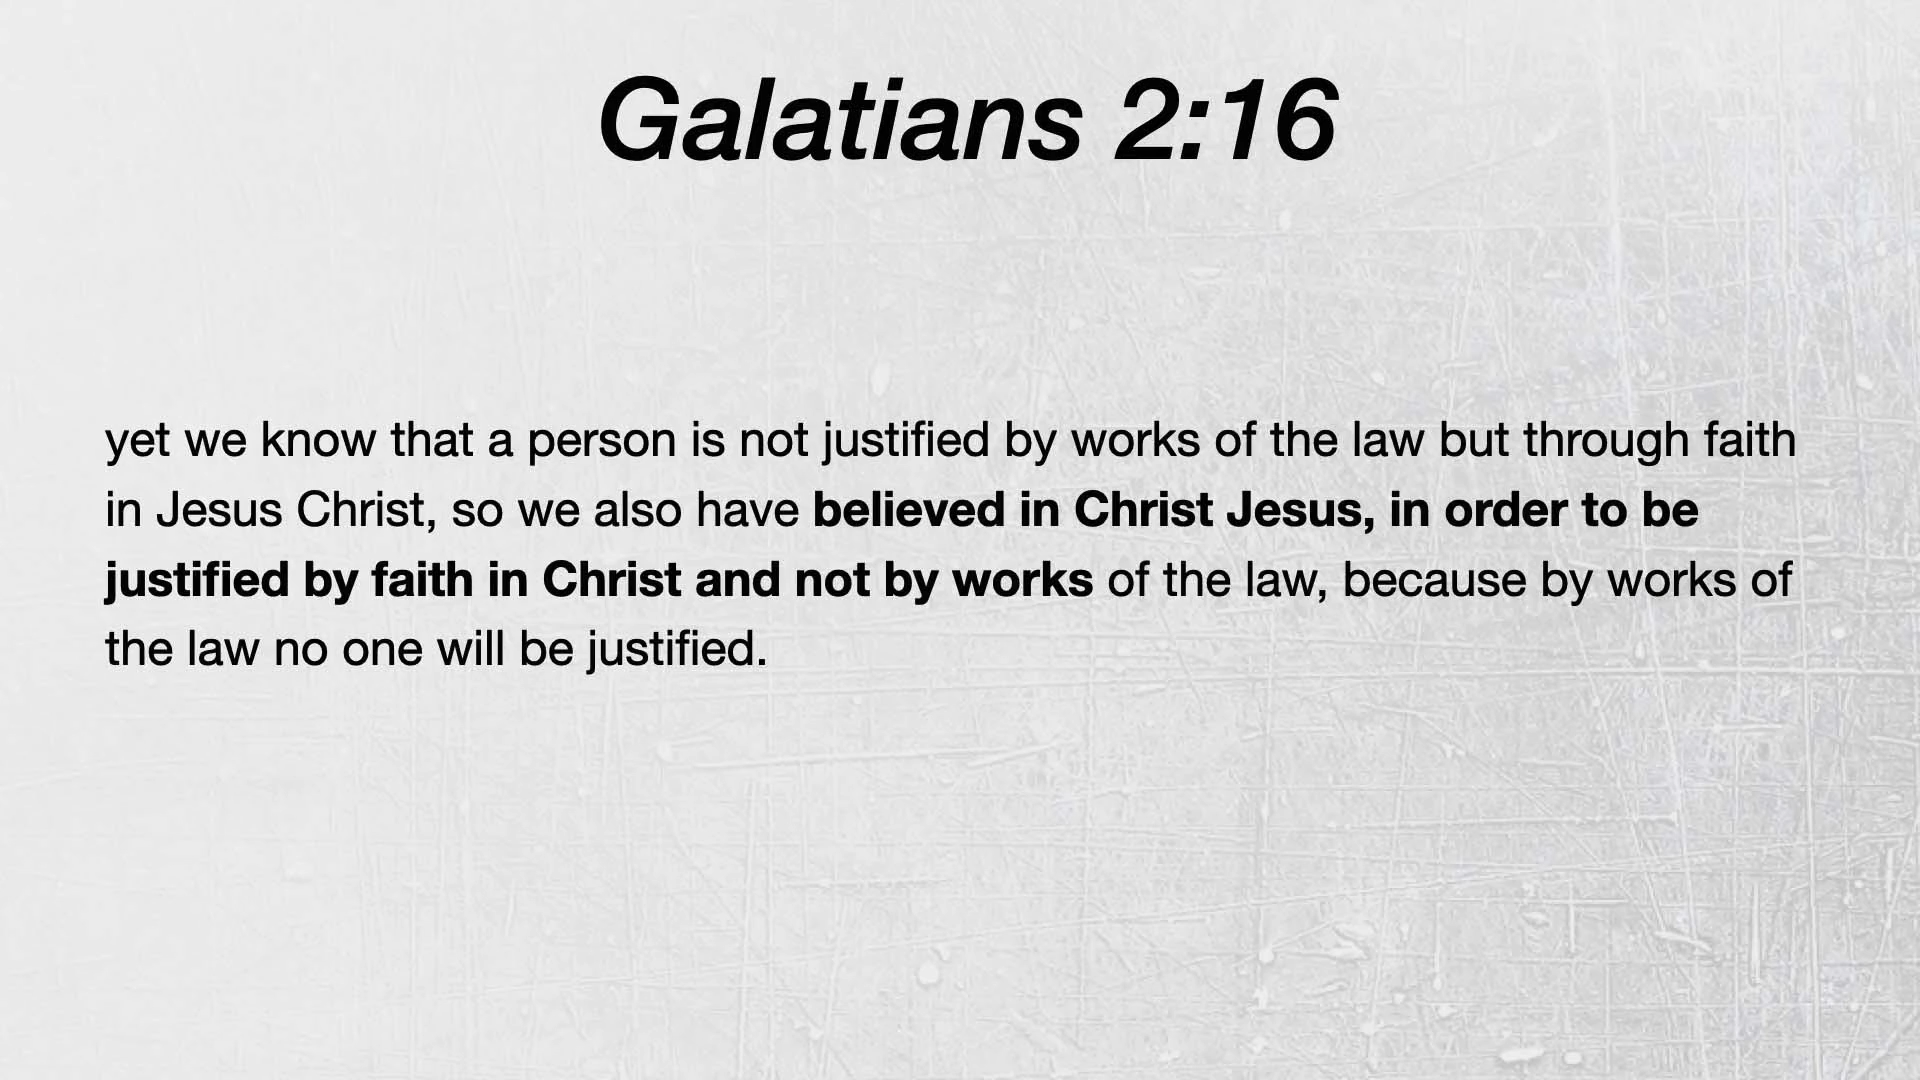 Galatians 2:16
yet we know that a person is not justified by works of the law but through faith
in Jesus Christ, so we also have believed in Christ Jesus, in order to be
justified by faith in Christ and not by works of the law, because by works of
the law no one will be justified.